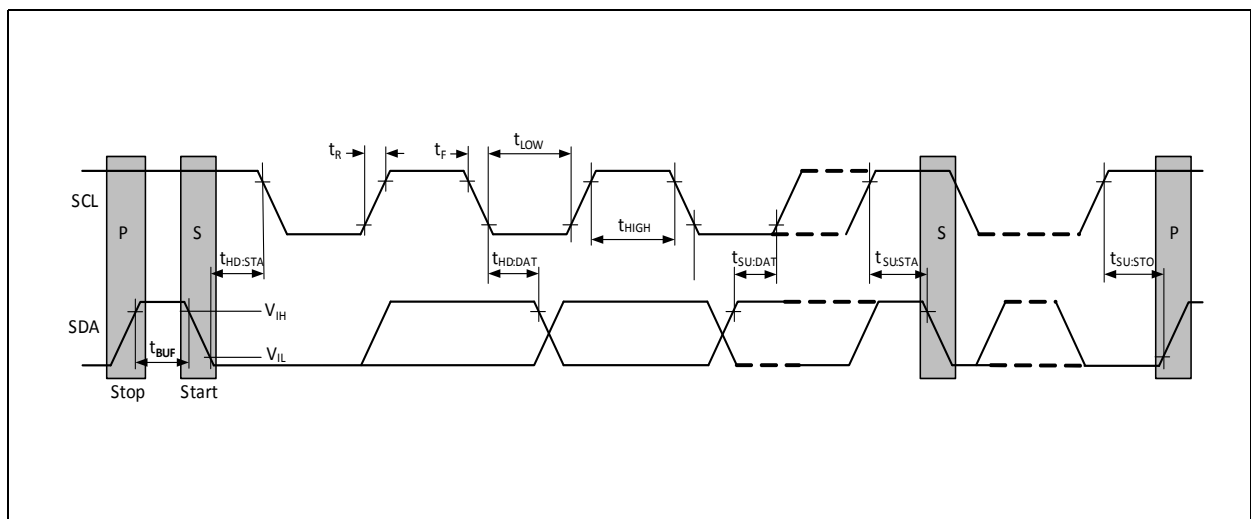 t_R
t_F
t_LOW
SCL
P
S
t_HIGH
S
P
t_HD:STA
t_HD:DAT
t_SU:DAT
t_SU:STA
t_SU:STO
SDA
V_IH
t_BUF
V_IL
Stop
Start